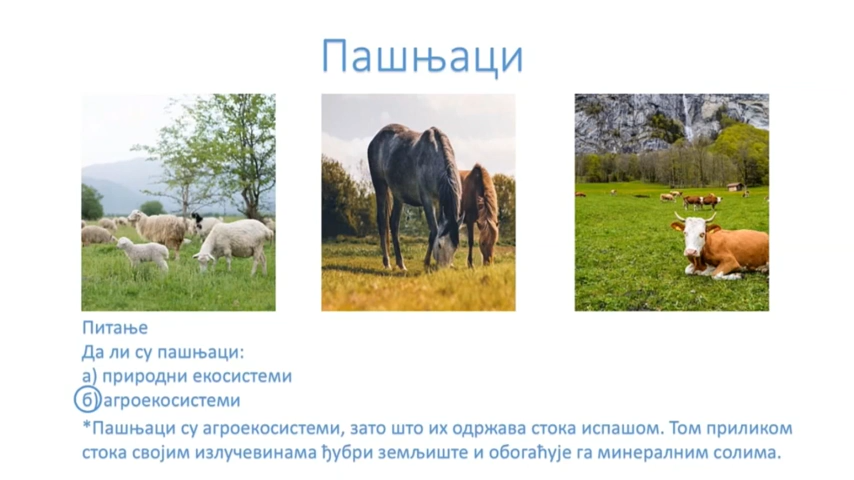 Пашњаци
Питање
Да ли су пашњаци:
а) природни екосистеми
б) агроекосистеми
*Пашњаци су агроекосистеми, зато што их одржава стока испашом. Том приликом
стока својим излучевинама ђубри земљиште и обогаћује га минералним солима.